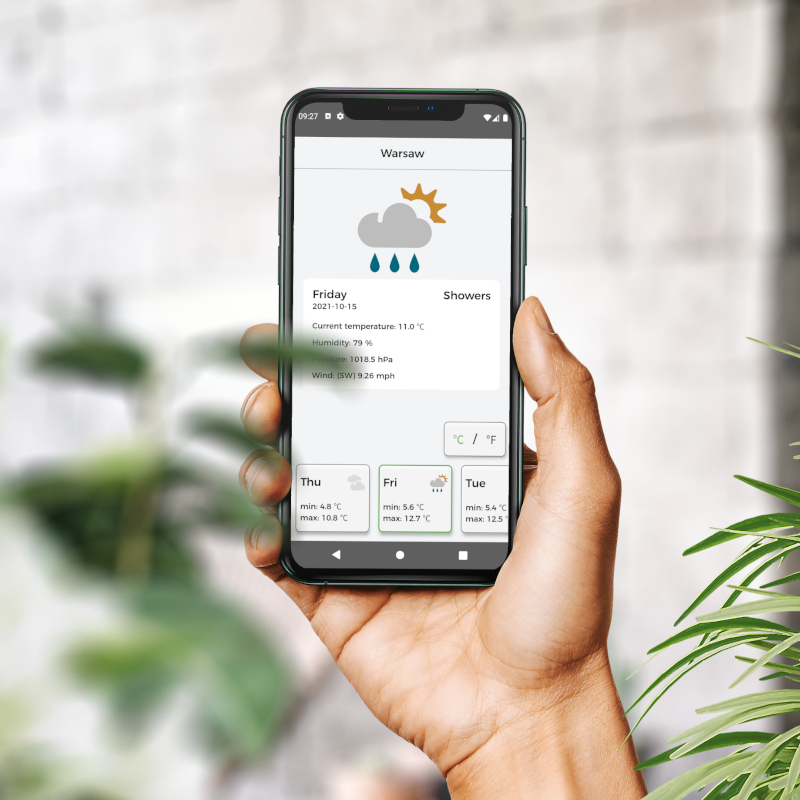 09:27
Warsaw
Friday
Showers
2021-10-15
Current temperature: 11.0 °C
Humidity: 79 %
Pressure: 1018.5 hPa
Wind: (SW) 9.26 mph
°C / °F
Thu
min: 4.8 °C
max: 10.8 °C
Fri
min: 5.6 °C
max: 12.7 °C
Tue
min: 5.4 °C
max: 12.5 °